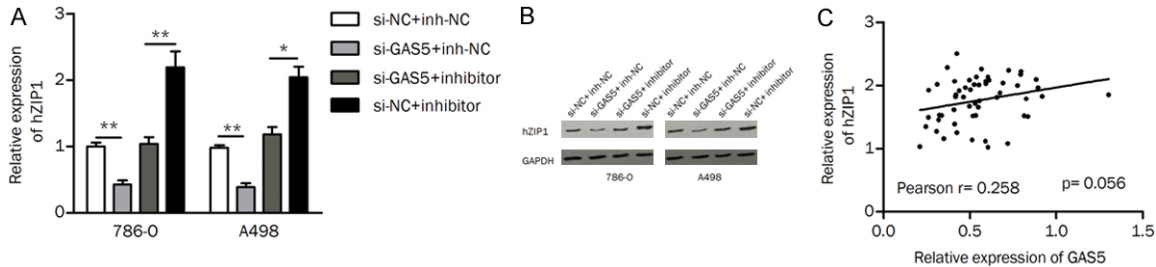 A
Relative expression
of hZIP1
3
2
1
0
**
**
**
*
786-O
A498
si-NC+inh-NC
si-GAS5+inh-NC
si-GAS5+inhibitor
si-NC+inhibitor
B
si-NC+ inh-NC
si-GAS5+ inh-NC
si-GAS5+ inhibitor
si-NC+ inhibitor
si-NC+ inh-NC
si-GAS5+ inh-NC
si-GAS5+ inhibitor
si-NC+ inhibitor
hZIP1
GAPDH
786-O
A498
C
Relative expression
of hZIP1
3
2
1
0
Pearson r= 0.258
p= 0.056
0.0
0.5
1.0
1.5
Relative expression of GAS5